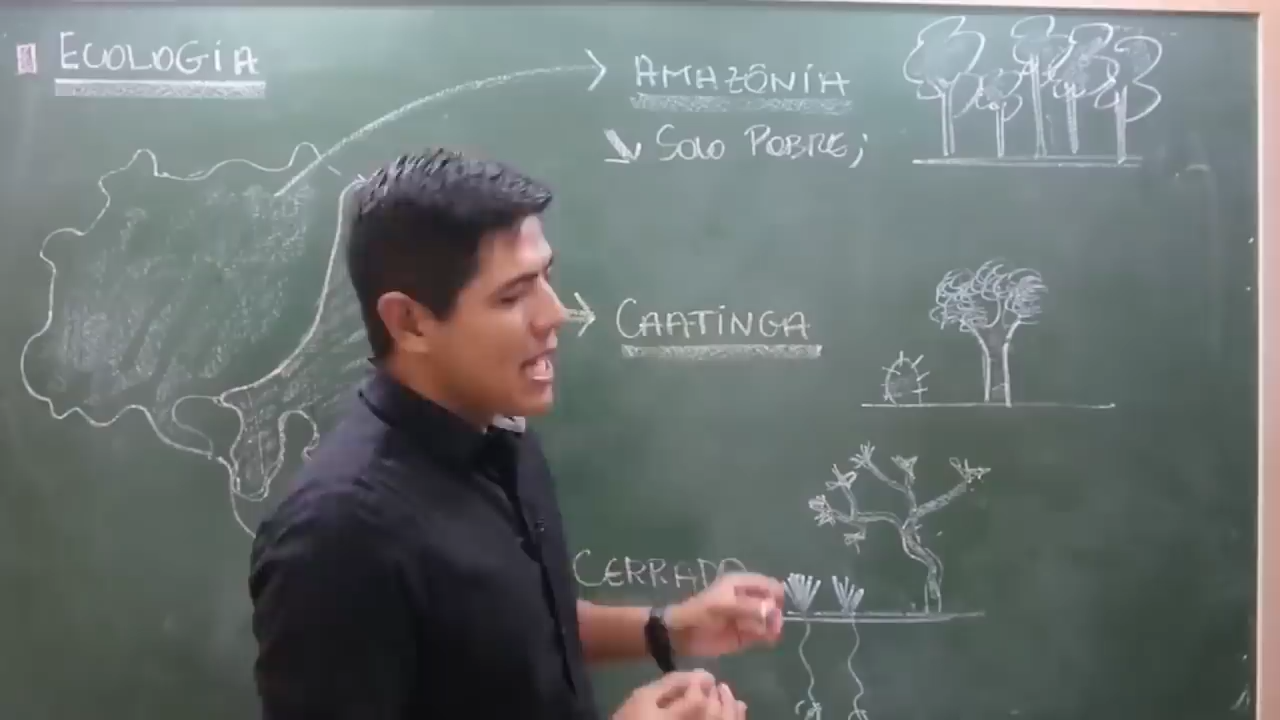 ECOLOGIA
AMAZÔNIA
SOLO POBRE;
CAATINGA
CERRADO